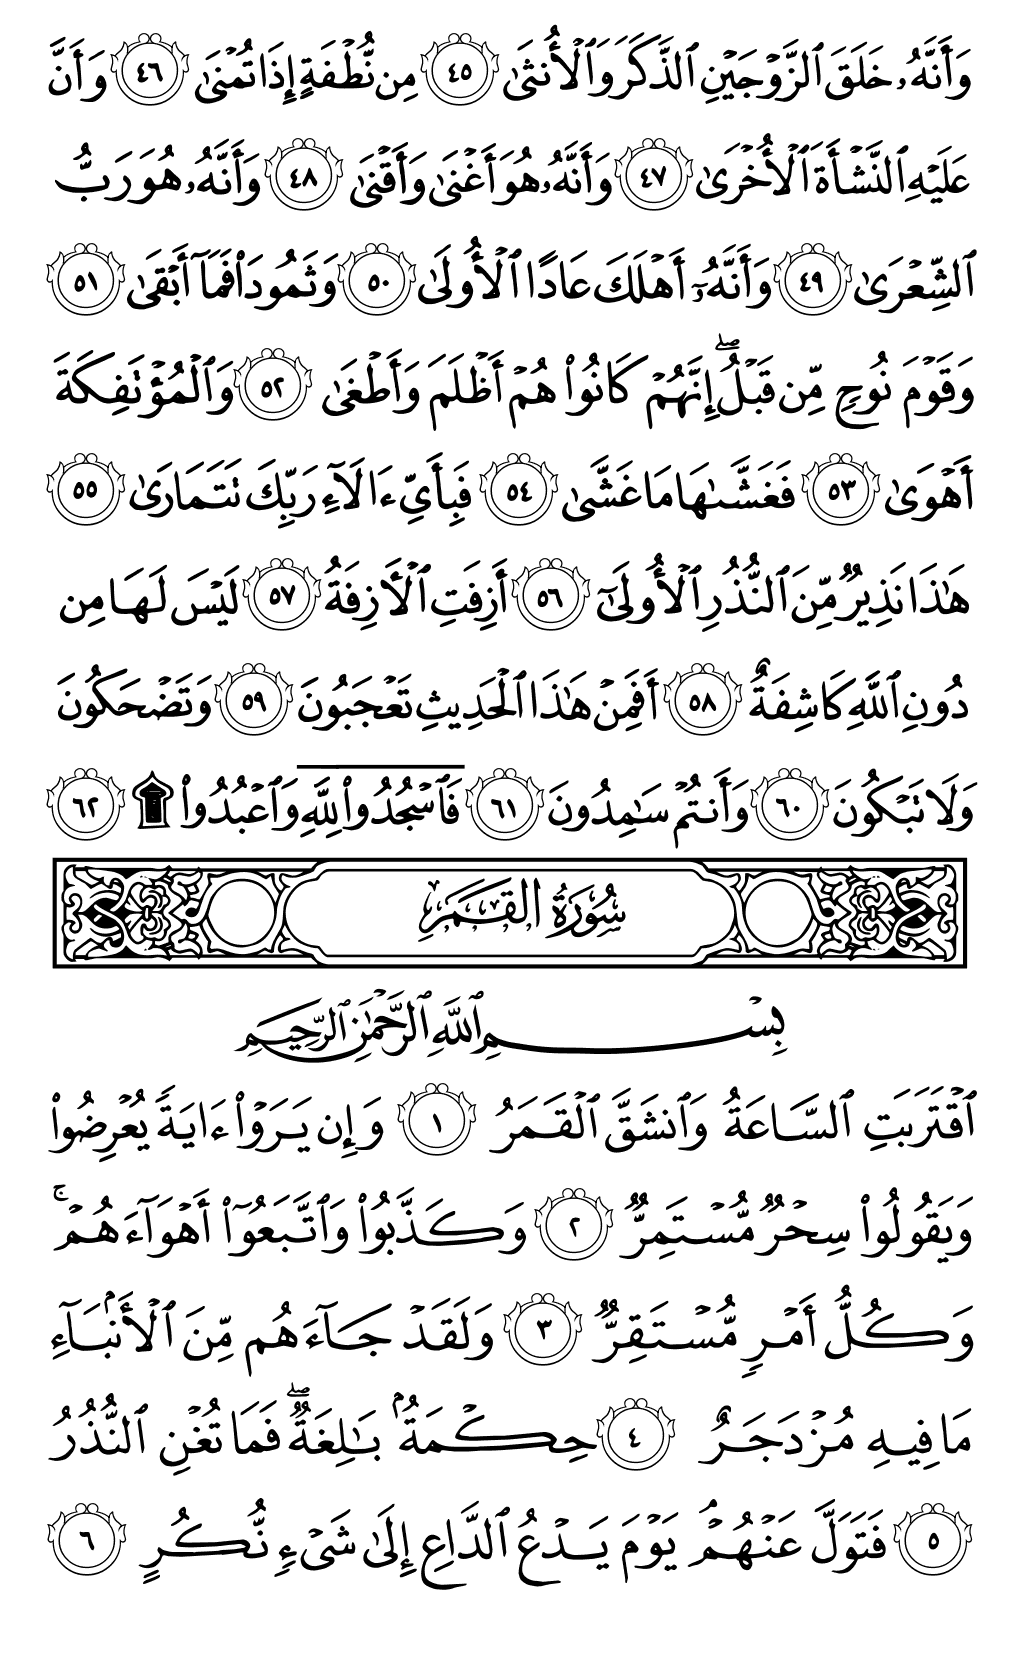 وَأَنَّهُۥ خَلَقَ ٱلزَّوْجَيْنِ ٱلذَّكَرَ وَٱلْأُنثَىٰ ٤٥ مِن نُّطْفَةٍ إِذَا تُمْنَىٰ ٤٦ وَأَنَّ
عَلَيْهِ ٱلنَّشْأَةَ ٱلْأُخْرَىٰ ٤٧ وَأَنَّهُۥ هُوَ أَغْنَىٰ وَأَقْنَىٰ ٤٨ وَأَنَّهُۥ هُوَ رَبُّ
ٱلشِّعْرَىٰ ٤٩ وَأَنَّهُۥٓ أَهْلَكَ عَادًا ٱلْأُولَىٰ ٥٠ وَثَمُودَا۟ فَمَآ أَبْقَىٰ ٥١
وَقَوْمَ نُوحٍ مِّن قَبْلُ ۖ إِنَّهُمْ كَانُوا۟ هُمْ أَظْلَمَ وَأَطْغَىٰ ٥٢ وَٱلْمُؤْتَفِكَةَ
أَهْوَىٰ ٥٣ فَغَشَّىٰهَا مَا غَشَّىٰ ٥٤ فَبِأَىِّ ءَالَآءِ رَبِّكَ تَتَمَارَىٰ ٥٥
هَٰذَا نَذِيرٌ مِّنَ ٱلنُّذُرِ ٱلْأُولَىٰٓ ٥٦ أَزِفَتِ ٱلْءَازِفَةُ ٥٧ لَيْسَ لَهَا مِن
دُونِ ٱللَّهِ كَاشِفَةٌ ٥٨ أَفَمِنْ هَٰذَا ٱلْحَدِيثِ تَعْجَبُونَ ٥٩ وَتَضْحَكُونَ
وَلَا تَبْكُونَ ٦٠ وَأَنتُمْ سَٰمِدُونَ ٦١ فَٱسْجُدُوا۟ لِلَّهِ وَٱعْبُدُوا۟ ۩ ٦٢
سُورَةُ القَمَرِ
بِسْمِ ٱللَّهِ ٱلرَّحْمَٰنِ ٱلرَّحِيمِ
ٱقْتَرَبَتِ ٱلسَّاعَةُ وَٱنشَقَّ ٱلْقَمَرُ ١ وَإِن يَرَوْا۟ ءَايَةً يُعْرِضُوا۟
وَيَقُولُوا۟ سِحْرٌ مُّسْتَمِرٌّ ٢ وَكَذَّبُوا۟ وَٱتَّبَعُوٓا۟ أَهْوَآءَهُمْ ۚ
وَكُلُّ أَمْرٍ مُّسْتَقِرٌّ ٣ وَلَقَدْ جَآءَهُم مِّنَ ٱلْأَنۢبَآءِ
مَا فِيهِ مُزْدَجَرٌ ٤ حِكْمَةٌۢ بَٰلِغَةٌ ۖ فَمَا تُغْنِ ٱلنُّذُرُ
٥ فَتَوَلَّ عَنْهُمْ ۘ يَوْمَ يَدْعُ ٱلدَّاعِ إِلَىٰ شَىْءٍ نُّكُرٍ ٦